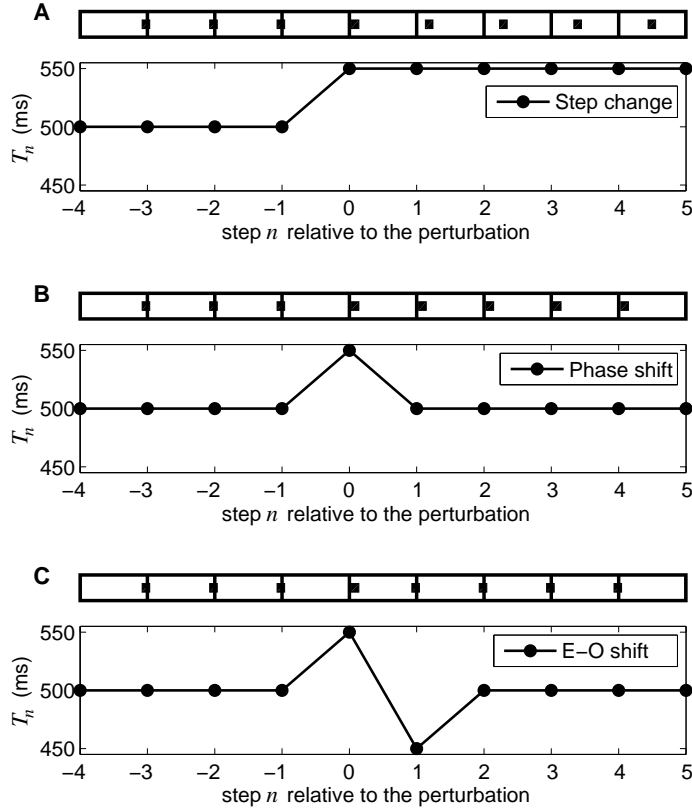 A
550
500
450
T_n (ms)
Step change
−4 −3 −2 −1 0 1 2 3 4 5
step n relative to the perturbation
B
550
500
450
T_n (ms)
Phase shift
−4 −3 −2 −1 0 1 2 3 4 5
step n relative to the perturbation
C
550
500
450
T_n (ms)
E−O shift
−4 −3 −2 −1 0 1 2 3 4 5
step n relative to the perturbation